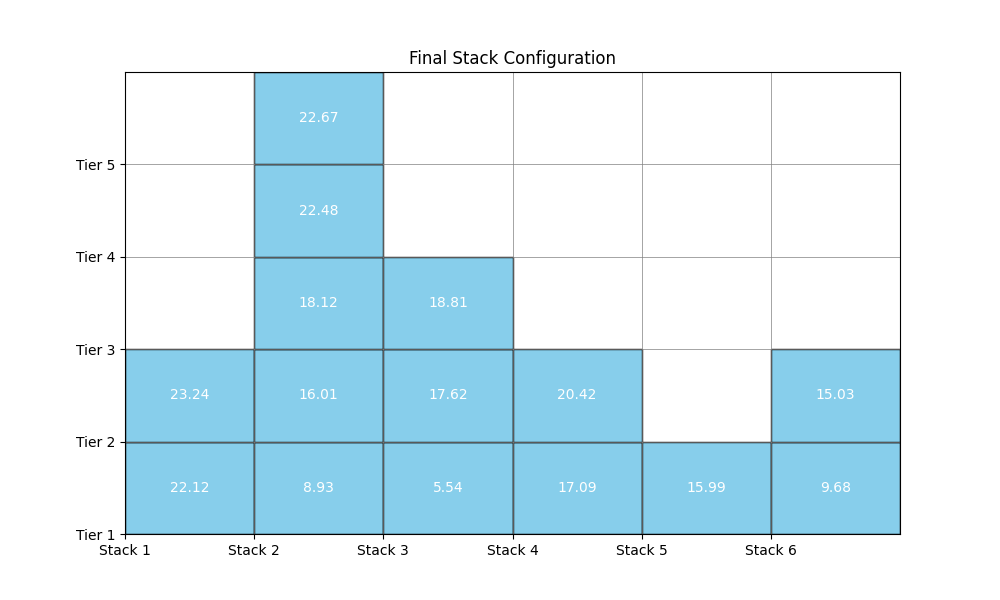 Final Stack Configuration
22.67
Tier 5
22.48
Tier 4
18.12 18.81
Tier 3
23.24 16.01 17.62 20.42 15.03
Tier 2
22.12 8.93 5.54 17.09 15.99 9.68
Tier 1
Stack 1 Stack 2 Stack 3 Stack 4 Stack 5 Stack 6